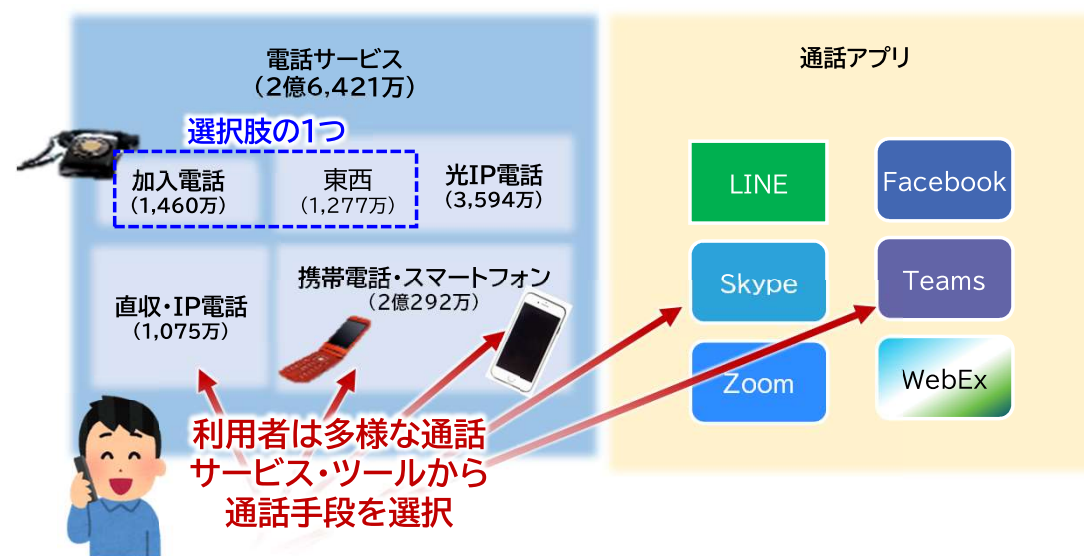 電話サービス
（2億6,421万）
通話アプリ
選択肢の1つ
加入電話
（1,460万）
東西
（1,277万）
光IP電話
（3,594万）
LINE
Facebook
直収・IP電話
（1,075万）
携帯電話・スマートフォン
（2億292万）
Skype
Teams
Zoom
WebEx
利用者は多様な通話
サービス・ツールから
通話手段を選択